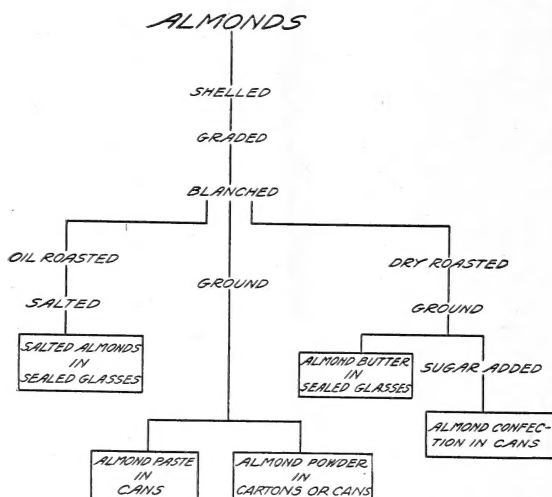 ALMONDS
SHELLED
GRADED
BLANCHED
OIL ROASTED
SALTED
SALTED ALMONDS
IN
SEALED GLASSES
GROUND
ALMOND PASTE
IN
CANS
ALMOND POWDER
IN
CARTONS OR CANS
DRY ROASTED
GROUND
ALMOND BUTTER
IN
SEALED GLASSES
SUGAR ADDED
ALMOND CONFEC-
TION IN CANS